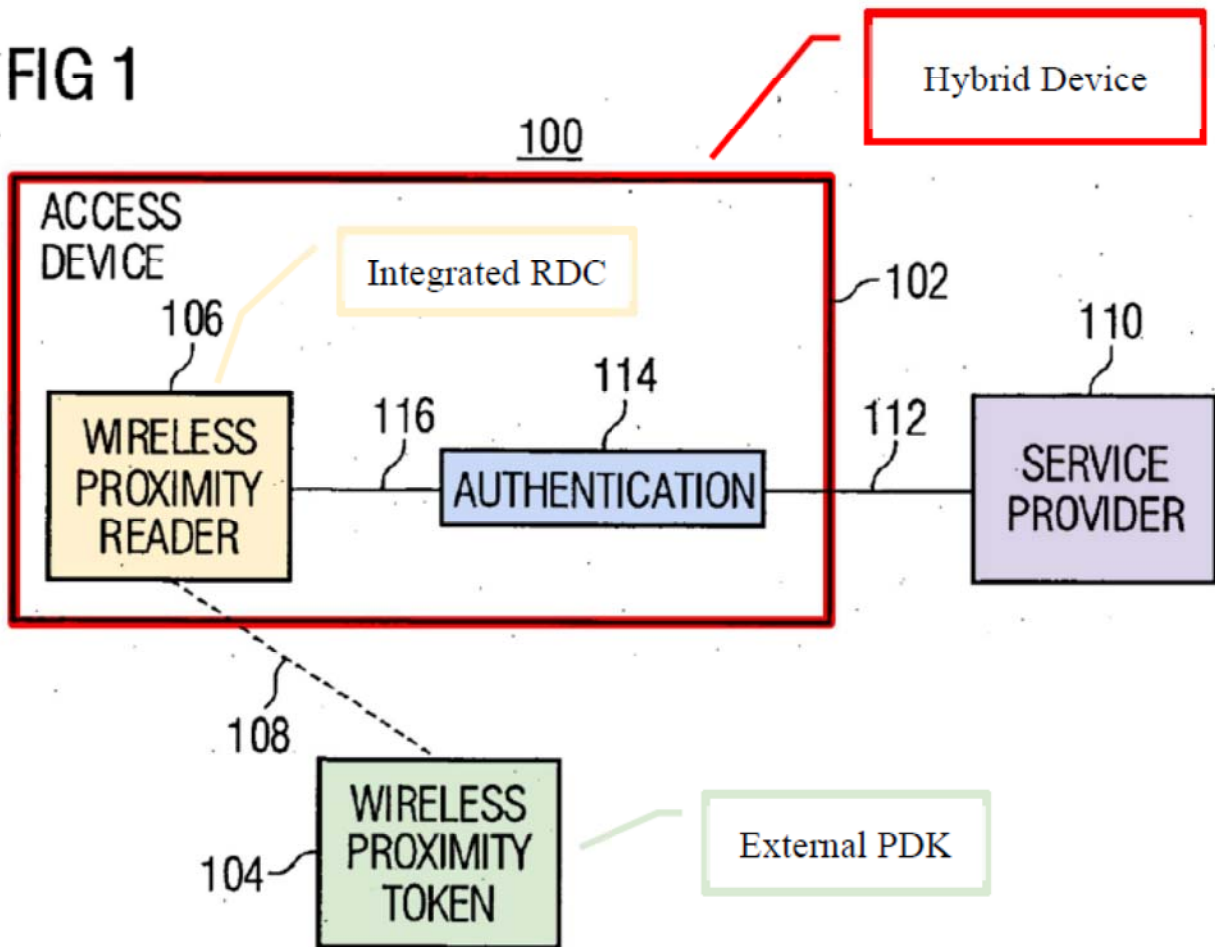 FIG 1
Hybrid Device
100
ACCESS
DEVICE
Integrated RDC
102
106
110
114
WIRELESS
PROXIMITY
READER
116
AUTHENTICATION
112
SERVICE
PROVIDER
108
WIRELESS
PROXIMITY
TOKEN
104
External PDK